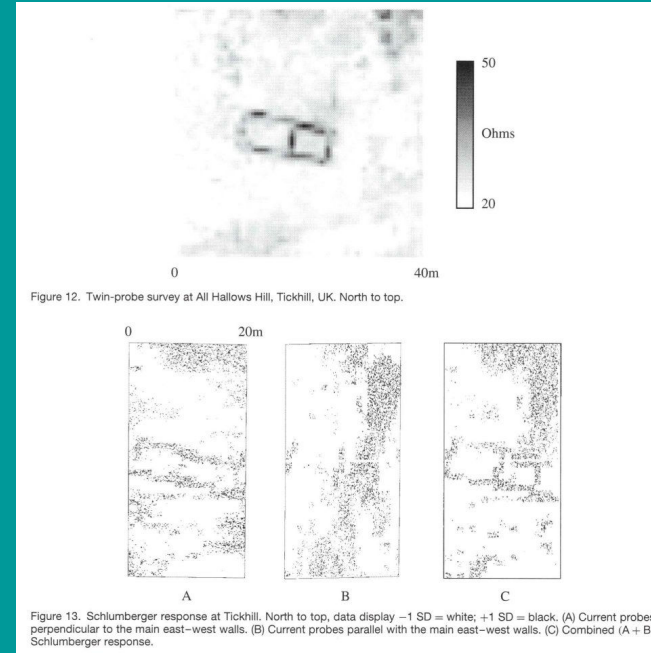 50
Ohms
20
0 40m
Figure 12. Twin-probe survey at All Hallows Hill, Tickhill, UK. North to top.
0 20m
A B C
Figure 13. Schlumberger response at Tickhill. North to top, data display −1 SD = white; +1 SD = black. (A) Current probes
perpendicular to the main east–west walls. (B) Current probes parallel with the main east–west walls. (C) Combined (A + B)
Schlumberger response.